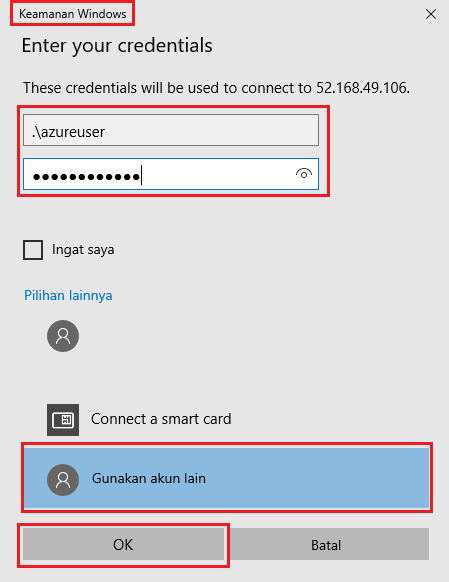 Keamanan Windows
Enter your credentials
These credentials will be used to connect to 52.168.49.106.
.\azureuser
●●●●●●●●●●●●
Ingat saya
Pilihan lainnya
Connect a smart card
Gunakan akun lain
OK
Batal